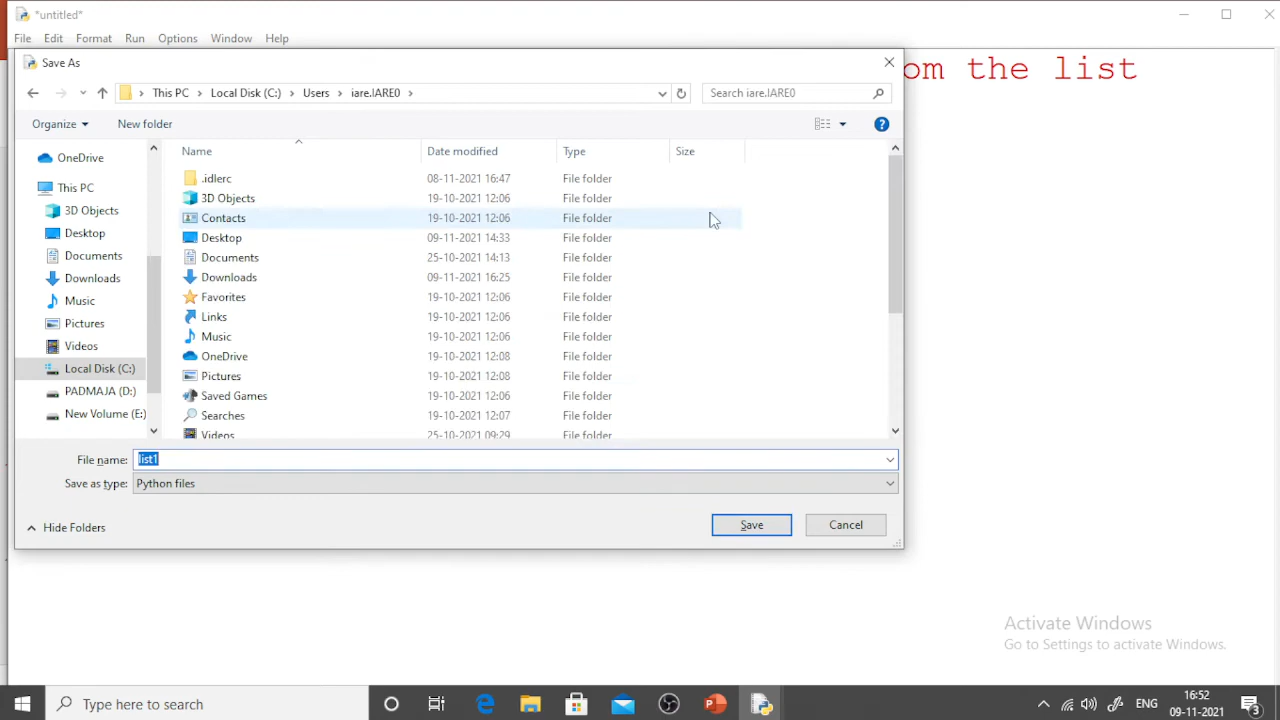 *untitled*
File Edit Format Run Options Window Help
Save As
om the list
This PC > Local Disk (C:) > Users > iare.IARE0 >
Search iare.IARE0
Organize
New folder
Name Date modified Type Size
OneDrive
This PC
3D Objects
Desktop
Documents
Downloads
Music
Pictures
Videos
Local Disk (C:)
PADMAJA (D:)
New Volume (E:)
.idlerc 08-11-2021 16:47 File folder
3D Objects 19-10-2021 12:06 File folder
Contacts 19-10-2021 12:06 File folder
Desktop 09-11-2021 14:33 File folder
Documents 25-10-2021 14:13 File folder
Downloads 09-11-2021 16:25 File folder
Favorites 19-10-2021 12:06 File folder
Links 19-10-2021 12:06 File folder
Music 19-10-2021 12:06 File folder
OneDrive 19-10-2021 12:08 File folder
Pictures 19-10-2021 12:08 File folder
Saved Games 19-10-2021 12:06 File folder
Searches 19-10-2021 12:07 File folder
Videos 25-10-2021 09:29 File folder
File name: list1
Save as type: Python files
Hide Folders
Save
Cancel
Activate Windows
Go to Settings to activate Windows.
Type here to search
ENG
16:52
09-11-2021
3